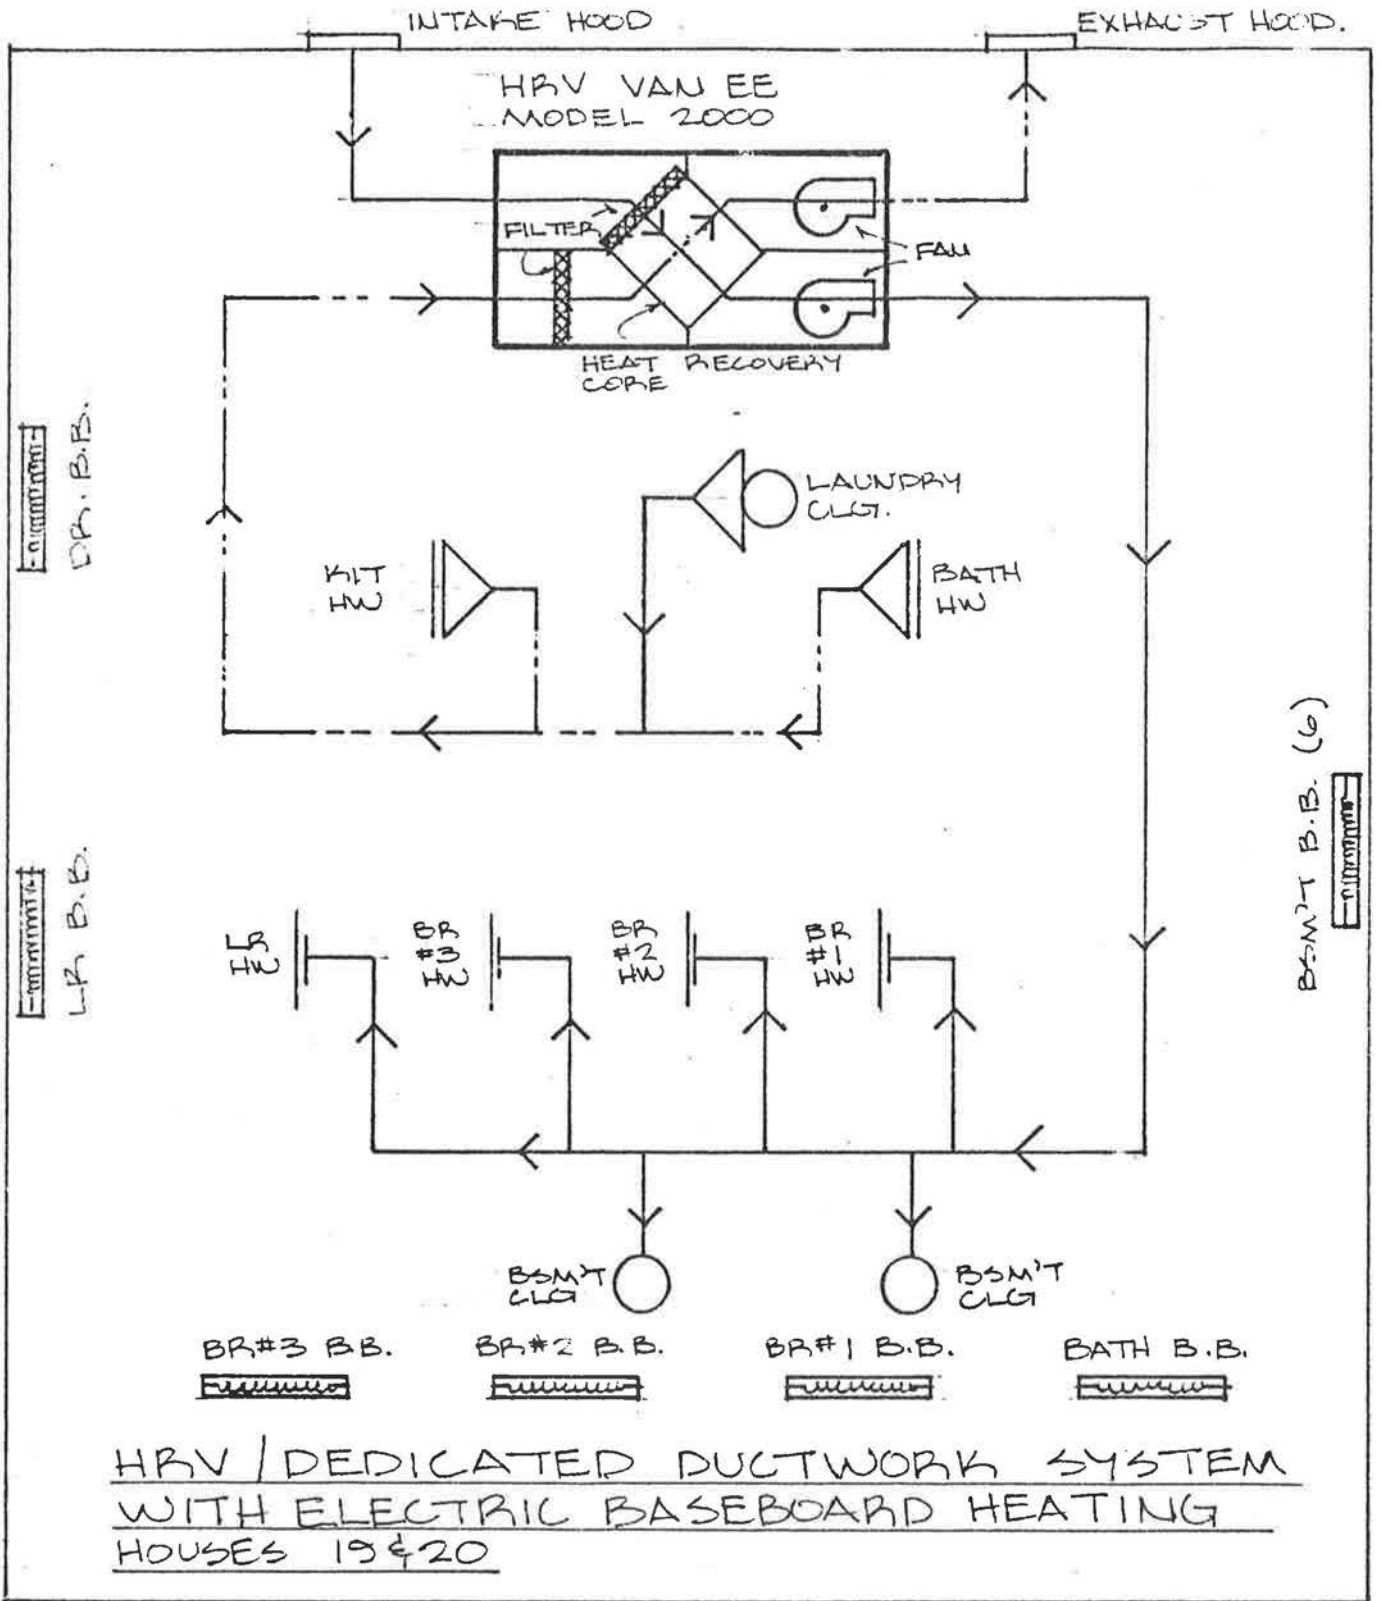 INTAKE HOOD
EXHAUST HOOD.
HRV VAN EE
MODEL 2000
FILTER
FAN
HEAT RECOVERY
CORE
DR. B.B.
LAUNDRY
CLG.
KIT
HW
BATH
HW
BSM'T B.B. (6)
LR B.B.
LR
HW
BR
#3
HW
BR
#2
HW
BR
#1
HW
BSM'T
CLG
BSM'T
CLG
BR#3 B.B.
BR#2 B.B.
BR#1 B.B.
BATH B.B.
HRV / DEDICATED DUCTWORK SYSTEM
WITH ELECTRIC BASEBOARD HEATING
HOUSES 19 & 20